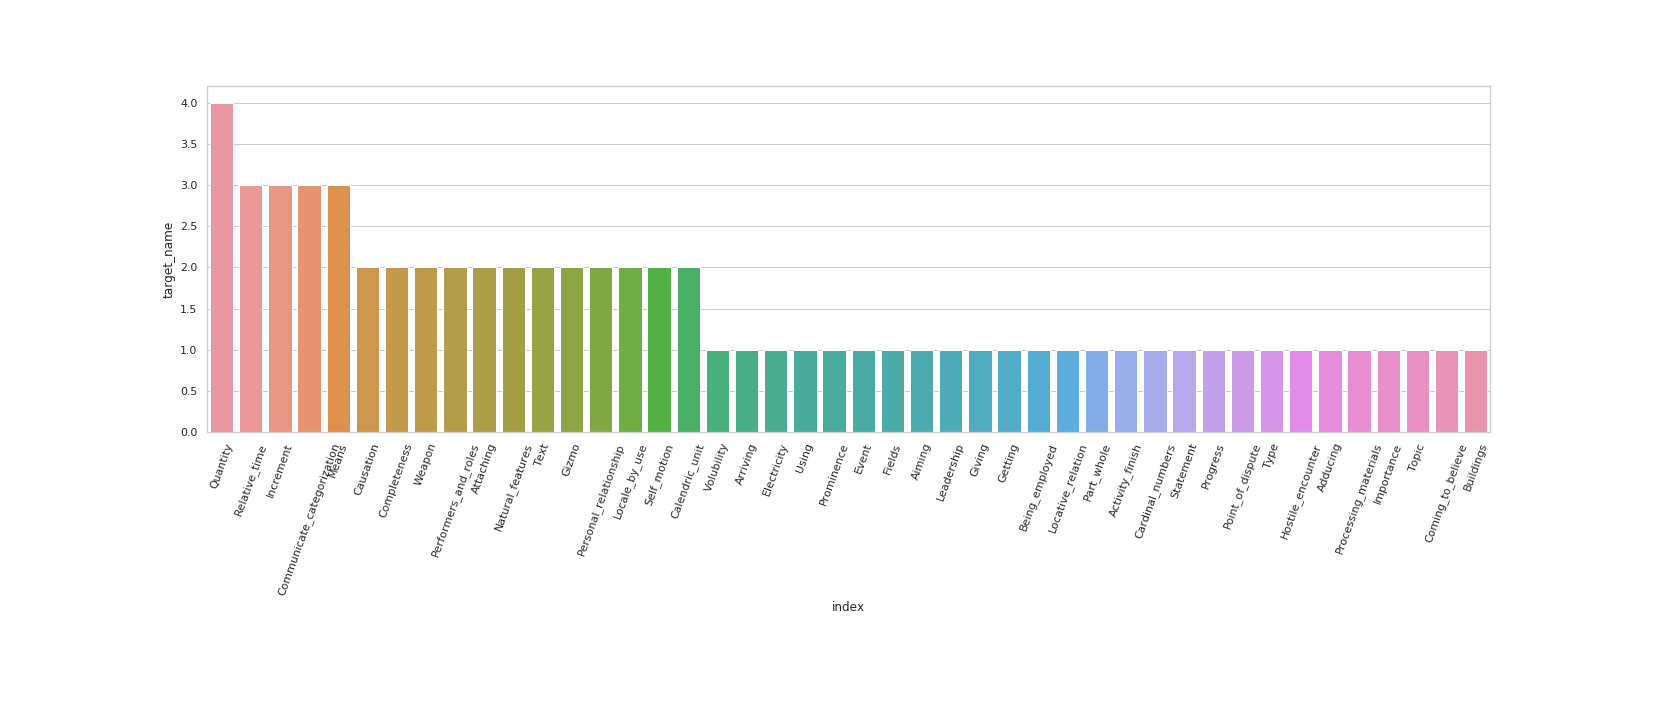 4.0
3.5
3.0
2.5
2.0
1.5
1.0
0.5
0.0
target_name
Quantity
Relative_time
Increment
Communicate_categorization
Means
Causation
Completeness
Weapon
Performers_and_roles
Attaching
Natural_features
Text
Gizmo
Personal_relationship
Locale_by_use
Self_motion
Calendric_unit
Volubility
Arriving
Electricity
Using
Prominence
Event
Fields
Aiming
Leadership
Giving
Getting
Being_employed
Locative_relation
Part_whole
Activity_finish
Cardinal_numbers
Statement
Progress
Point_of_dispute
Type
Hostile_encounter
Adducing
Processing_materials
Importance
Topic
Coming_to_believe
Buildings
index